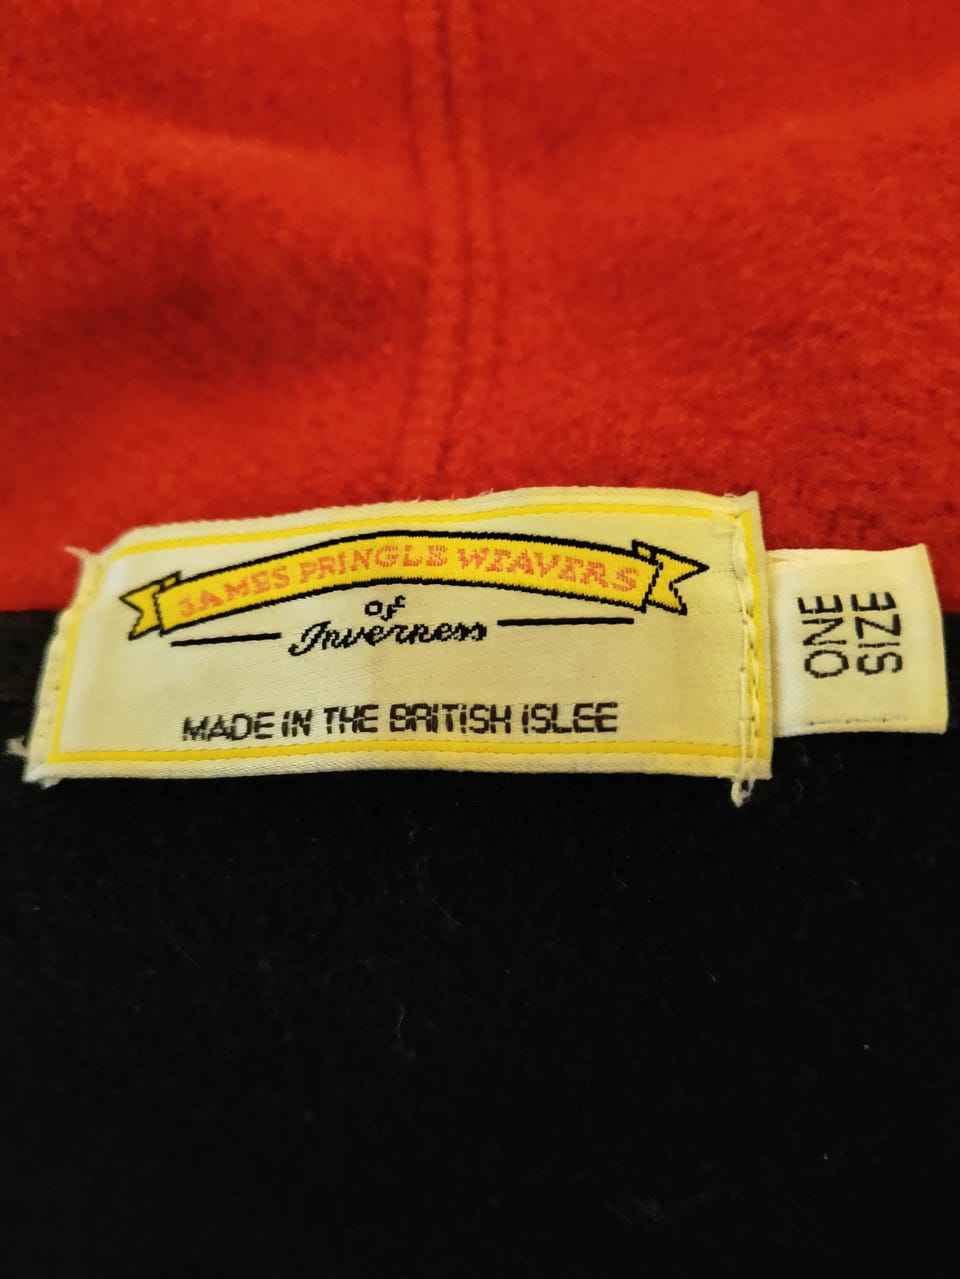 JAMES PRINGLE WEAVERS
of
Inverness
MADE IN THE BRITISH ISLEE
ONE
SIZE